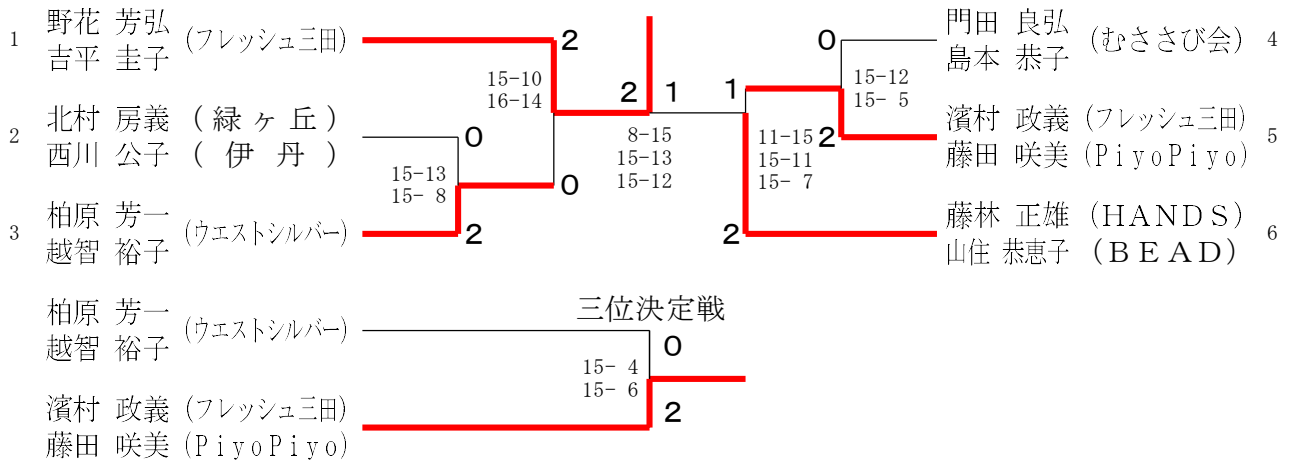 1 野花 芳弘 (フレッシュ三田)
吉平 圭子
2
15-10
16-14
2 1
0
1
門田 良弘 (むささび会) 4
島本 恭子
15-12
15- 5
2 北村 房義 (緑ヶ丘)
西川 公子 (伊丹)
0
15-13
15- 8
0
8-15
15-13
15-12
11-15
15-11
15- 7
2
濱村 政義 (フレッシュ三田) 5
藤田 咲美 (PiyoPiyo)
3 柏原 芳一 (ウエストシルバー)
越智 裕子
2
2
藤林 正雄 (HANDS) 6
山住 恭恵子 (BEAD)
三位決定戦
柏原 芳一 (ウエストシルバー)
越智 裕子
0
15- 4
15- 6
2
濱村 政義 (フレッシュ三田)
藤田 咲美 (PiyoPiyo)